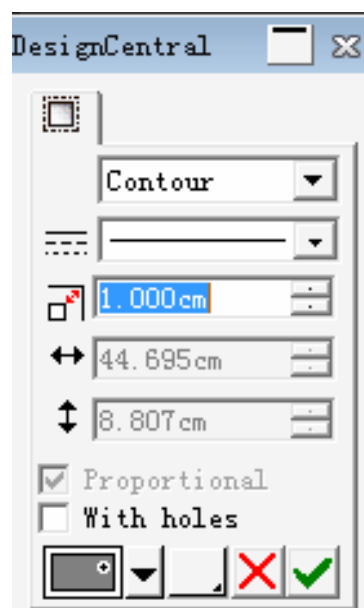 DesignCentral
Contour
1.000cm
44.695cm
8.807cm
Proportional
With holes